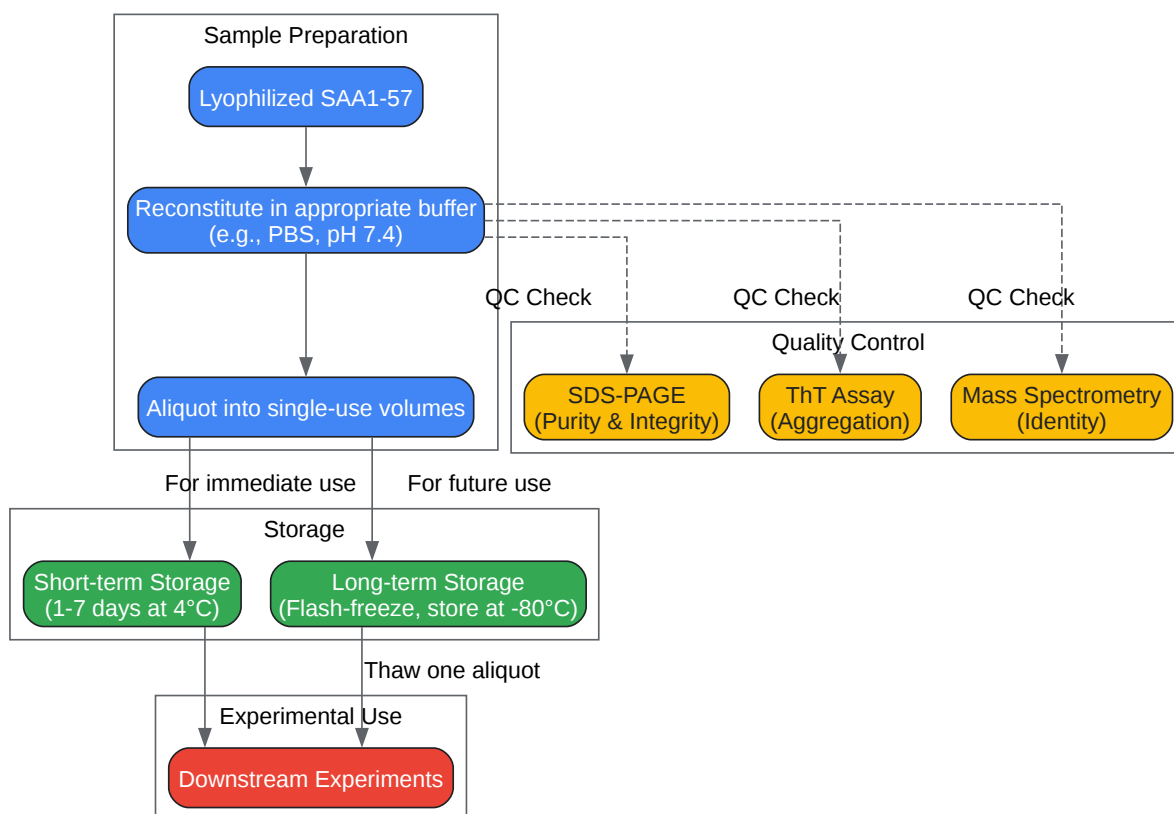 Sample Preparation
Lyophilized SAA1-57
Reconstitute in appropriate buffer
(e.g., PBS, pH 7.4)
QC Check
QC Check
QC Check
Quality Control
SDS-PAGE
(Purity & Integrity)
ThT Assay
(Aggregation)
Mass Spectrometry
(Identity)
Aliquot into single-use volumes
For immediate use
For future use
Storage
Short-term Storage
(1-7 days at 4°C)
Long-term Storage
(Flash-freeze, store at -80°C)
Thaw one aliquot
Experimental Use
Downstream Experiments